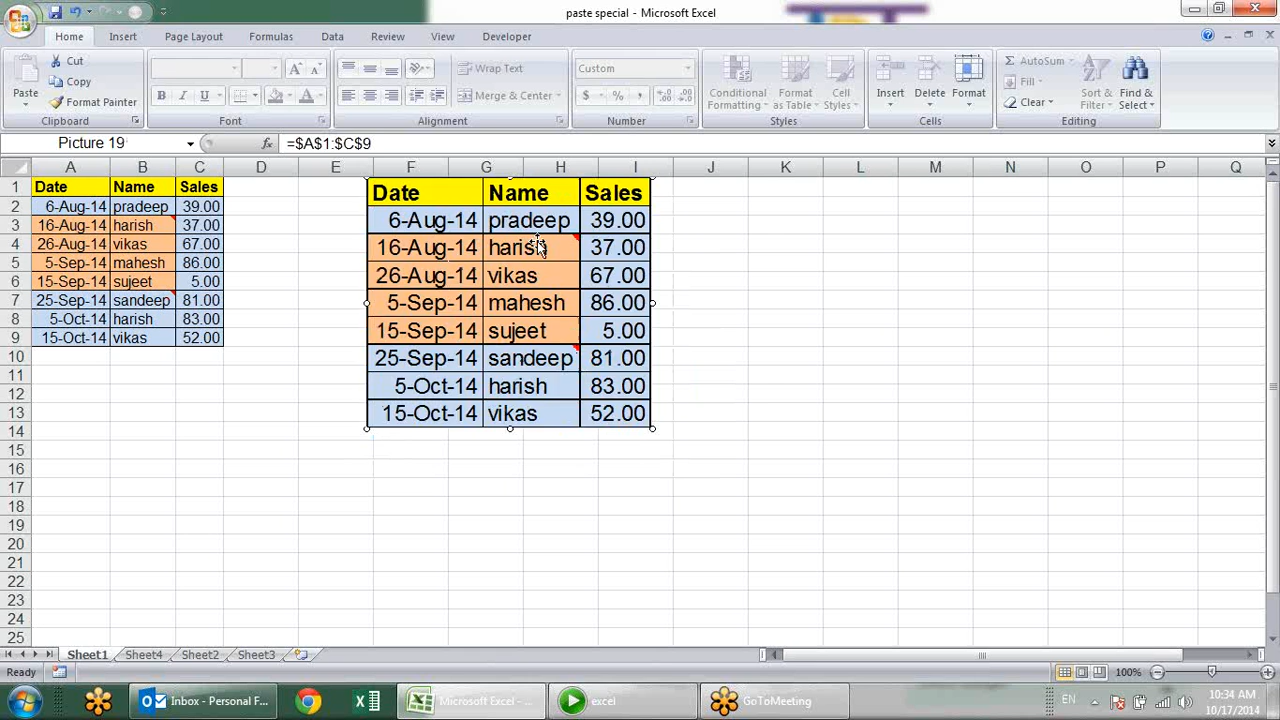 paste special - Microsoft Excel
Home Insert Page Layout Formulas Data Review View Developer
Cut
Copy
Format Painter
Paste
Clipboard
B I U
A A
Font
Wrap Text
Merge & Center
Alignment
Custom
$ % ,
Number
Conditional Formatting
Format as Table
Cell Styles
Styles
Insert Delete Format
Cells
AutoSum
Fill
Clear
Sort & Filter
Find & Select
Editing
Picture 19
fx =$A$1:$C$9
A B C D E F G H I J K L M N O P Q
1 Date Name Sales
2 6-Aug-14 pradeep 39.00
3 16-Aug-14 harish 37.00
4 26-Aug-14 vikas 67.00
5 5-Sep-14 mahesh 86.00
6 15-Sep-14 sujeet 5.00
7 25-Sep-14 sandeep 81.00
8 5-Oct-14 harish 83.00
9 15-Oct-14 vikas 52.00
10
11
12
13
14
15
16
17
18
19
20
21
22
23
24
25
Date Name Sales
6-Aug-14 pradeep 39.00
16-Aug-14 harish 37.00
26-Aug-14 vikas 67.00
5-Sep-14 mahesh 86.00
15-Sep-14 sujeet 5.00
25-Sep-14 sandeep 81.00
5-Oct-14 harish 83.00
15-Oct-14 vikas 52.00
Sheet1 Sheet4 Sheet2 Sheet3
Ready
100%
Inbox - Personal F...
Microsoft excel - ...
excel
GoToMeeting
EN
10:34 AM
10/17/2014